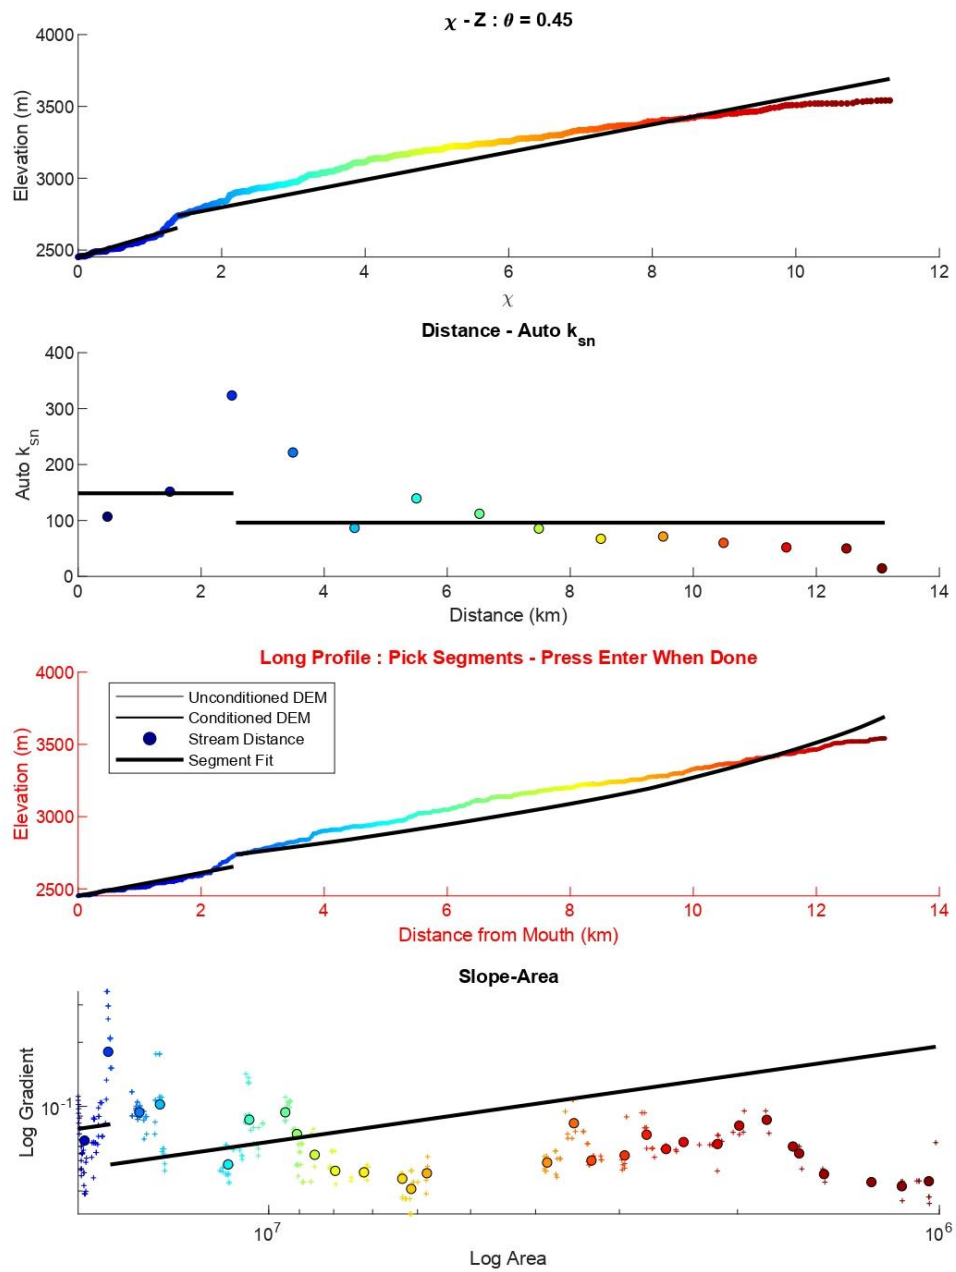 χ - Z : θ = 0.45
4000
3500
3000
2500
Elevation (m)
0 2 4 6 8 10 12
χ
Distance - Auto k_sn
400
300
200
100
0
Auto k_sn
0 2 4 6 8 10 12 14
Distance (km)
Long Profile : Pick Segments - Press Enter When Done
4000
3500
3000
2500
Elevation (m)
Unconditioned DEM
Conditioned DEM
Stream Distance
Segment Fit
0 2 4 6 8 10 12 14
Distance from Mouth (km)
Slope-Area
10^-1
Log Gradient
10^7 10^6
Log Area